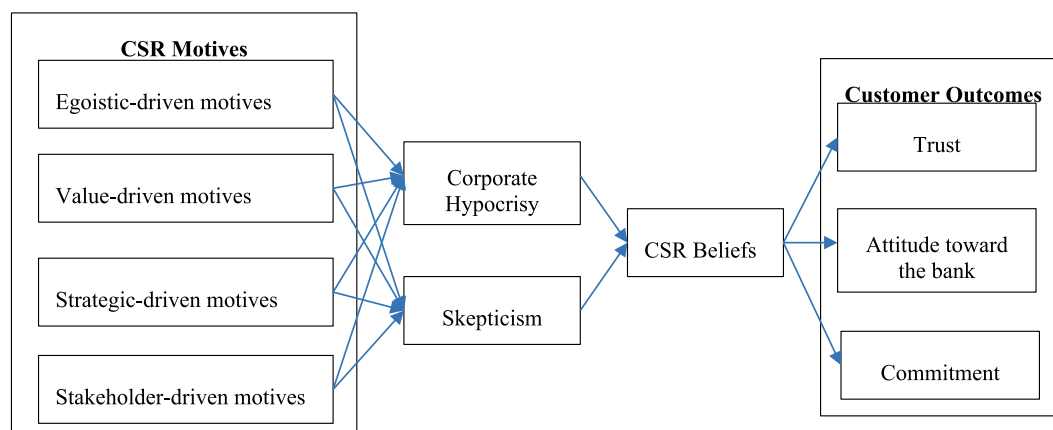 CSR Motives
Egoistic-driven motives
Value-driven motives
Strategic-driven motives
Stakeholder-driven motives
Corporate
Hypocrisy
Skepticism
CSR Beliefs
Customer Outcomes
Trust
Attitude toward
the bank
Commitment